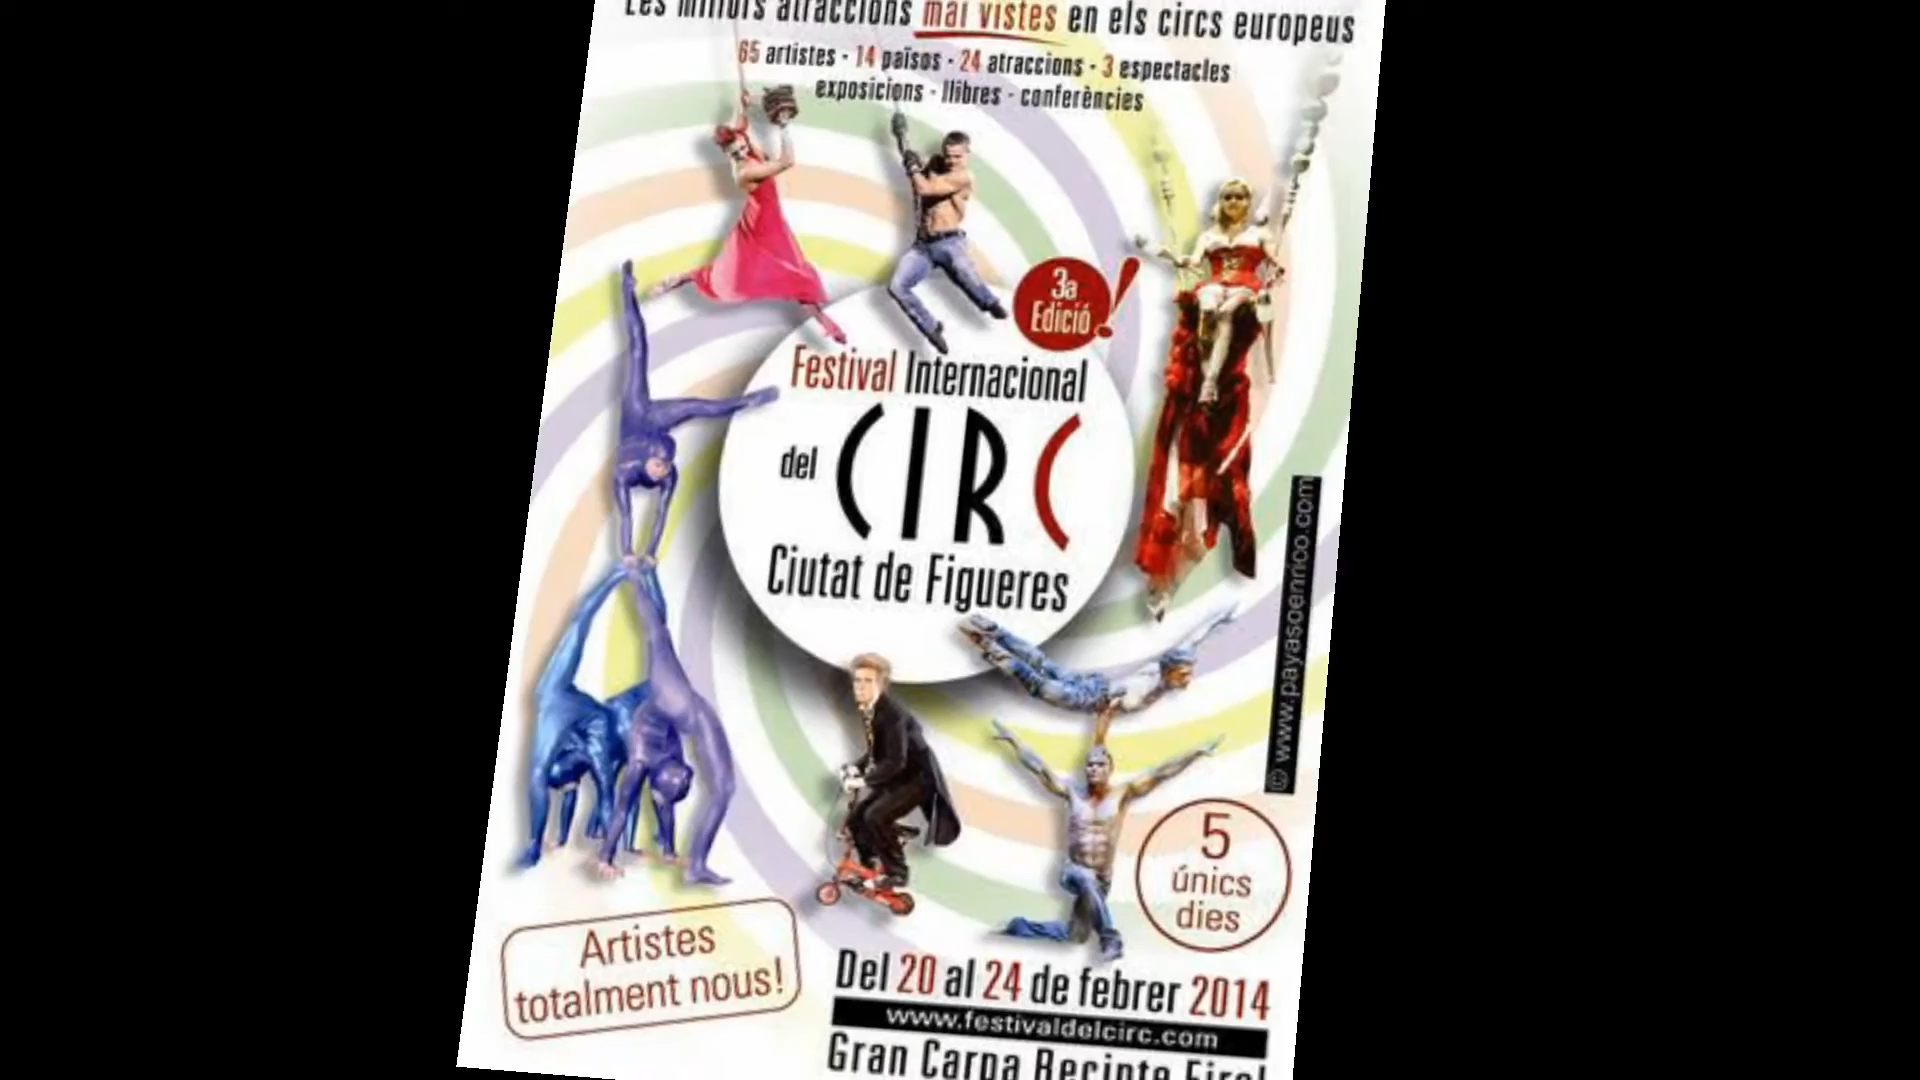 Les millors atraccions mai vistes en els circs europeus
65 artistes - 14 països - 24 atraccions - 3 espectacles
exposicions - llibres - conferències
3a
Edició!
Festival Internacional
del CIRC
Ciutat de Figueres
© www.payasoenrico.com
5
únics
dies
Artistes
totalment nous!
Del 20 al 24 de febrer 2014
www.festivaldelcirc.com
Gran Carpa Recinte Firal